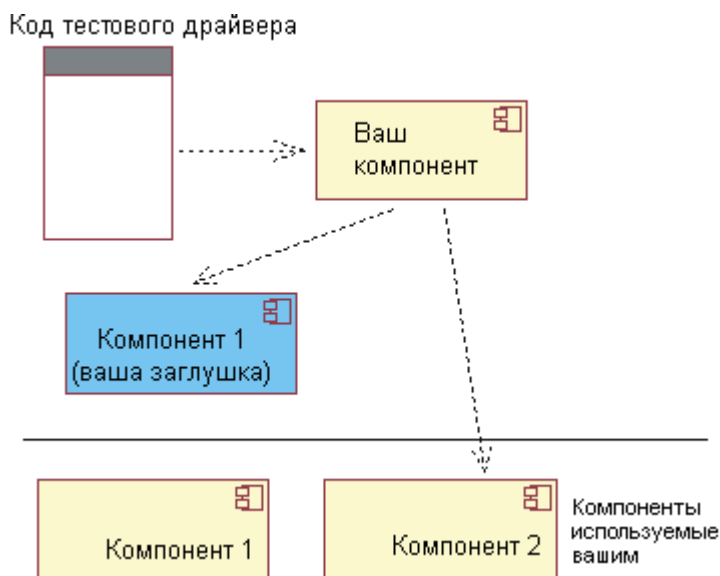 Код тестового драйвера
Ваш
компонент
Компонент 1
(ваша заглушка)
Компонент 1
Компонент 2
Компоненты
используемые
вашим